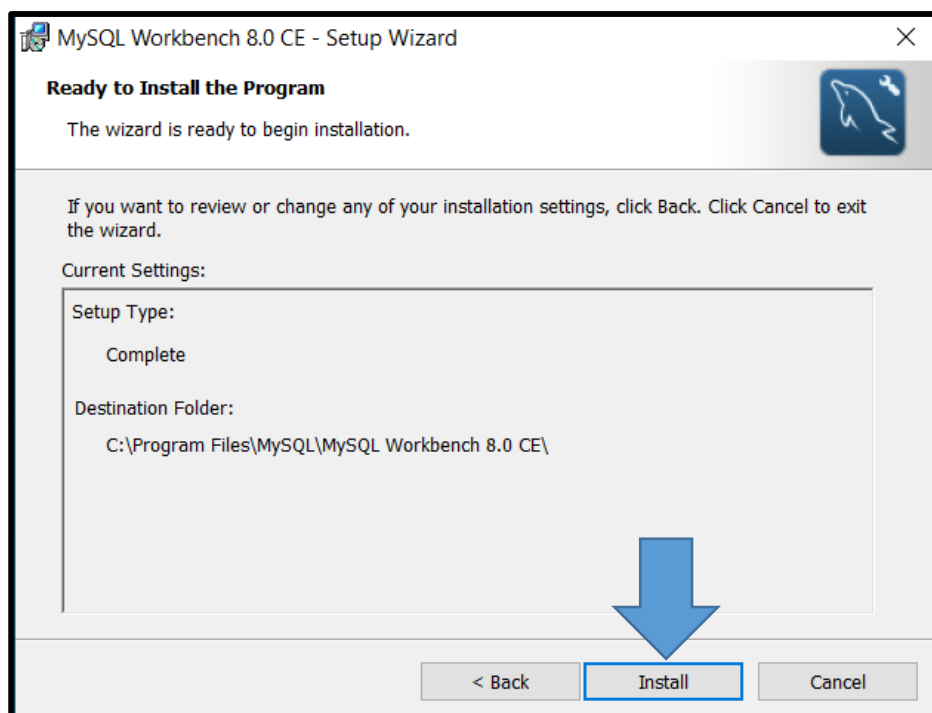 MySQL Workbench 8.0 CE - Setup Wizard
Ready to Install the Program
The wizard is ready to begin installation.
If you want to review or change any of your installation settings, click Back. Click Cancel to exit
the wizard.
Current Settings:
Setup Type:
Complete
Destination Folder:
C:\Program Files\MySQL\MySQL Workbench 8.0 CE\
< Back
Install
Cancel